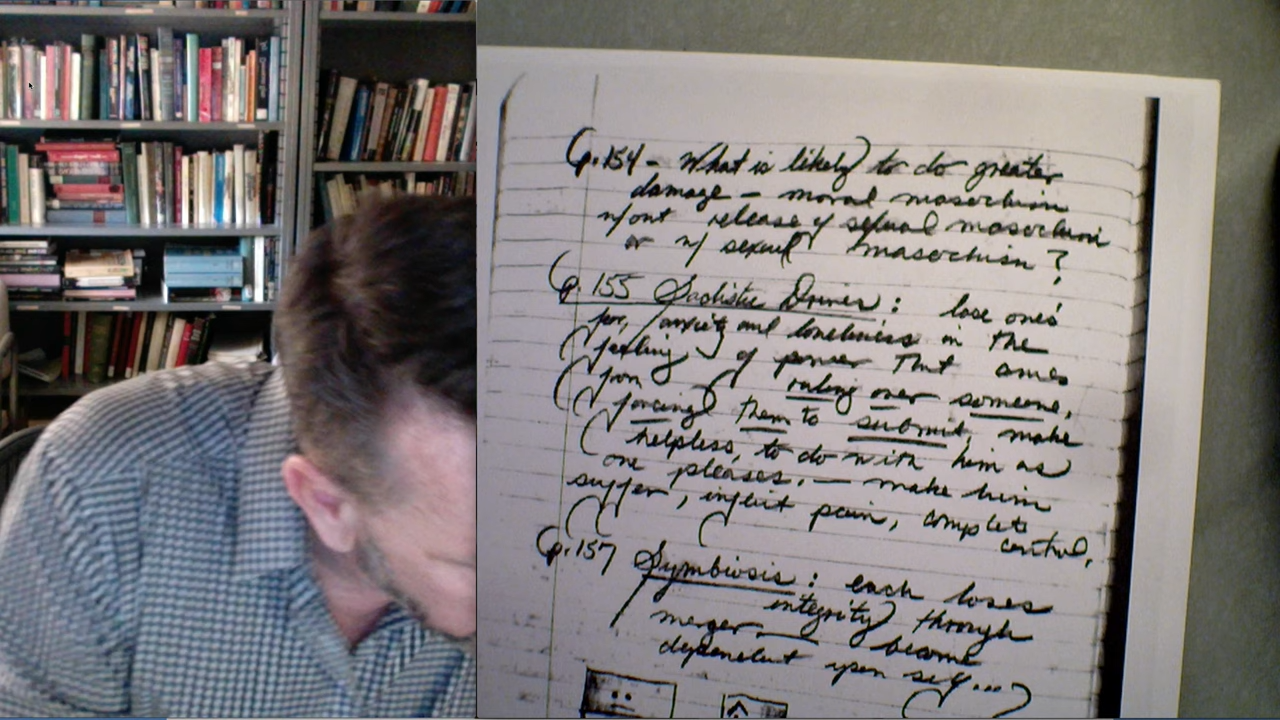 p.154 - What is likely to do greater
damage - moral masochism
w/out release of sexual masochism
or w/ sexual masochism?
p.155 Sadistic Drives: lose one's
fear, anxiety and loneliness in the
feeling of power that comes
from ruling over someone,
forcing them to submit, make
helpless, to do with him as
one pleases. - make him
suffer, inflict pain, complete
control.
p.157 Symbiosis: each loses
integrity through
merger, become
dependent upon self...?